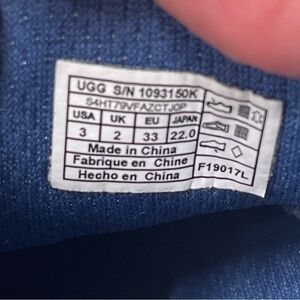 UGG S/N 1093150K
S4HT79VFAZCTJ0P
USA UK EU JAPAN
3 2 33 22.0
Made in China
Fabrique en Chine
Hecho en China
F19017L